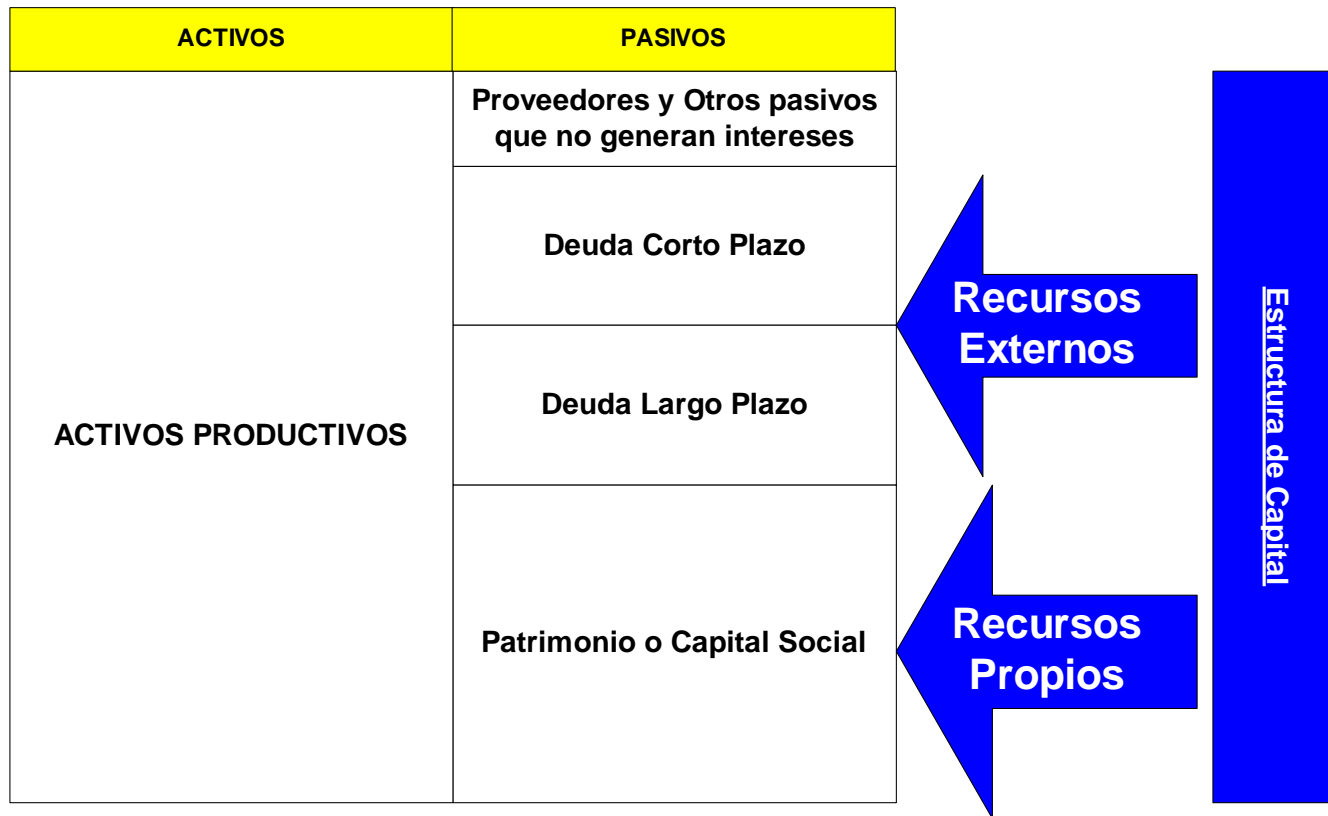 ACTIVOS
PASIVOS
Proveedores y Otros pasivos
que no generan intereses
Deuda Corto Plazo
Deuda Largo Plazo
ACTIVOS PRODUCTIVOS
Patrimonio o Capital Social
Recursos
Externos
Recursos
Propios
Estructura de Capital